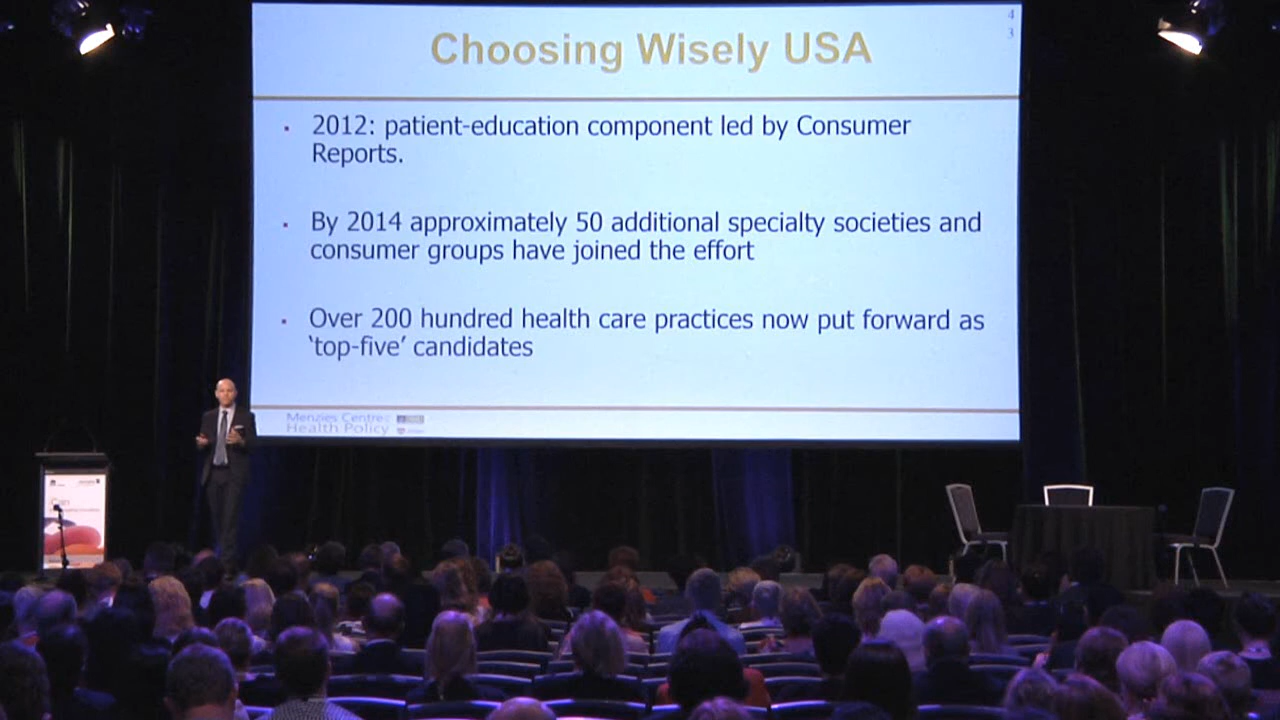 4
3
Choosing Wisely USA
2012: patient-education component led by Consumer
Reports.
By 2014 approximately 50 additional specialty societies and
consumer groups have joined the effort
Over 200 hundred health care practices now put forward as
‘top-five’ candidates
Menzies Centre
Health Policy